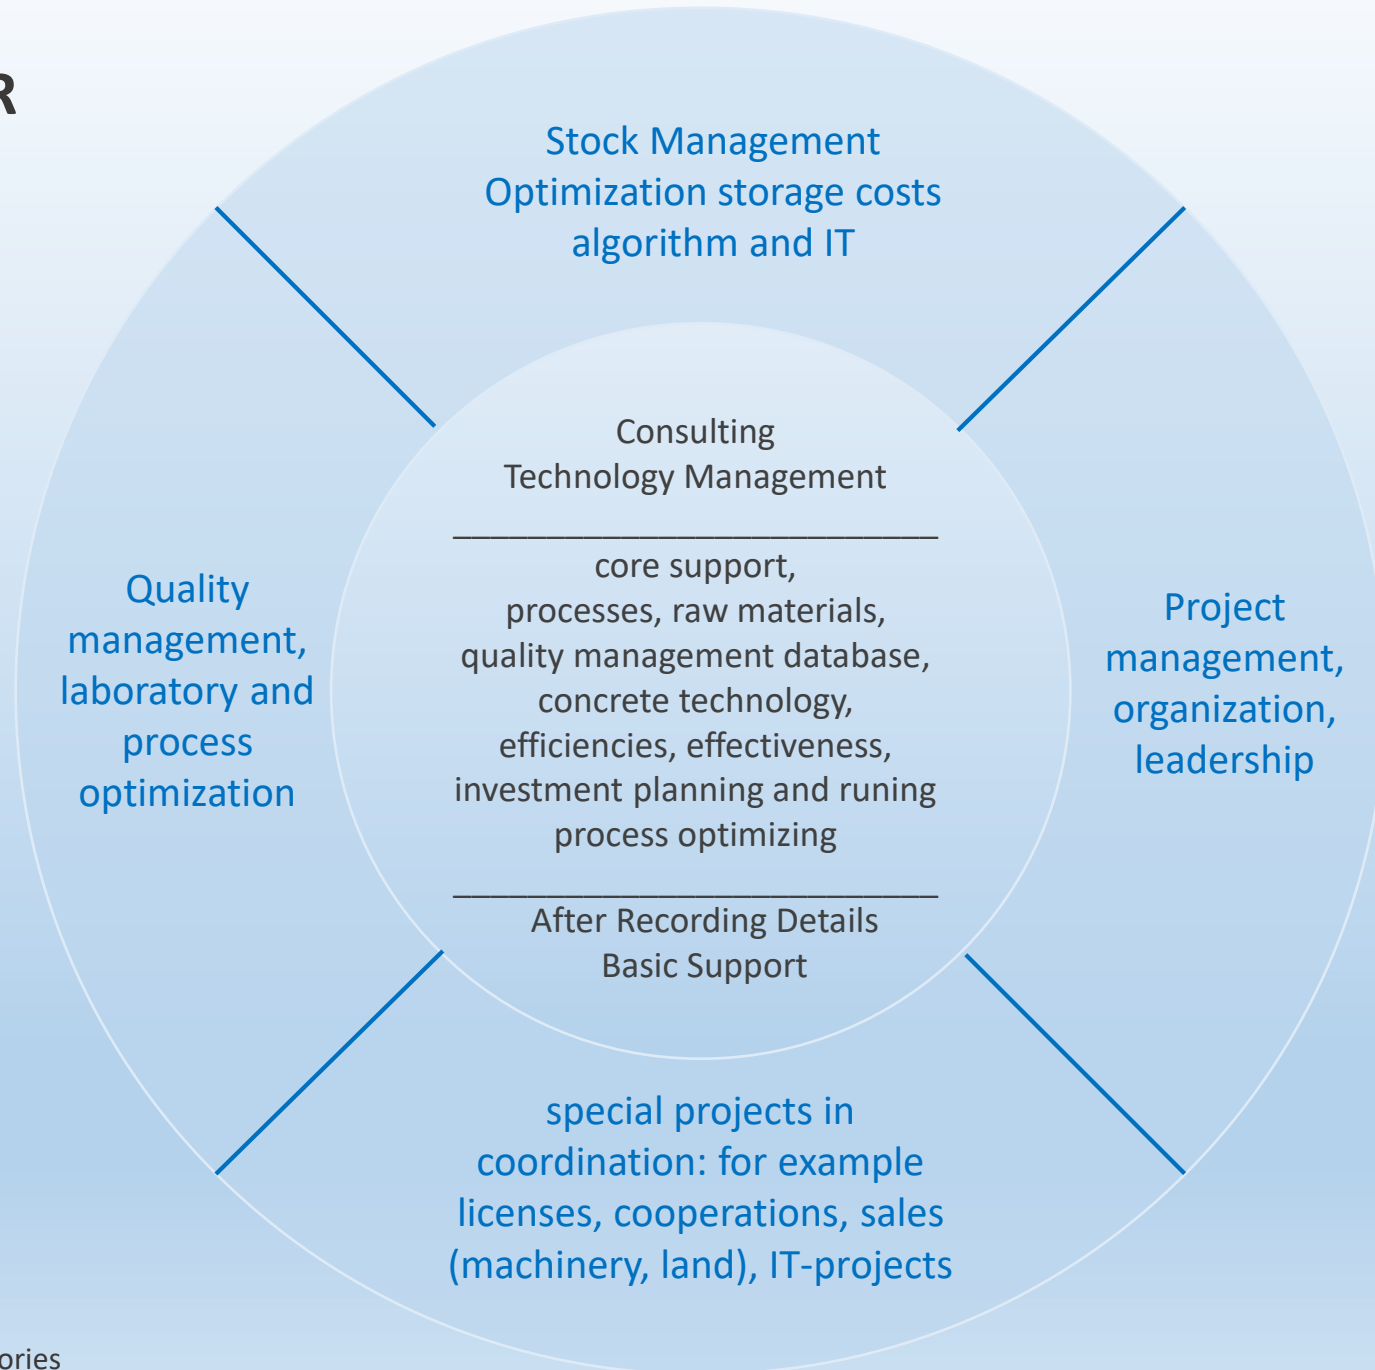 R
Stock Management
Optimization storage costs
algorithm and IT
Consulting
Technology Management
core support,
processes, raw materials,
quality management database,
concrete technology,
efficiencies, effectiveness,
investment planning and runing
process optimizing
After Recording Details
Basic Support
Quality
management,
laboratory and
process
optimization
Project
management,
organization,
leadership
special projects in
coordination: for example
licenses, cooperations, sales
(machinery, land), IT-projects
ories